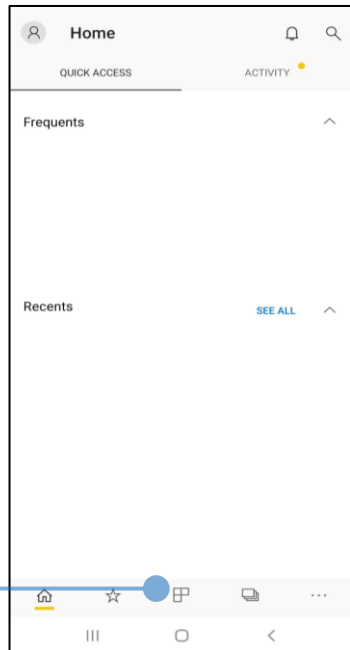 Home
QUICK ACCESS
ACTIVITY
Frequents
Recents
SEE ALL